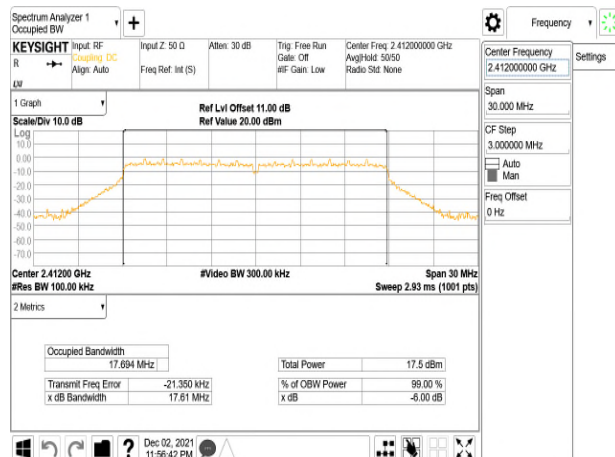 Spectrum Analyzer 1
Occupied BW
+
Frequency
KEYSIGHT
R
Input: RF
Coupling: DC
Align: Auto
Input Z: 50 Ω
Freq Ref: Int (S)
Atten: 30 dB
Trig: Free Run
Gate: Off
#IF Gain: Low
Center Freq: 2.412000000 GHz
Avg|Hold: 50/50
Radio Std: None
Center Frequency
2.412000000 GHz
Settings
Span
30.000 MHz
CF Step
3.000000 MHz
Auto
Man
Freq Offset
0 Hz
1 Graph
Scale/Div 10.0 dB
Ref Lvl Offset 11.00 dB
Ref Value 20.00 dBm
Log
10.0
0.00
-10.0
-20.0
-30.0
-40.0
-50.0
-60.0
-70.0
Center 2.41200 GHz
#Video BW 300.00 kHz
Span 30 MHz
#Res BW 100.00 kHz
Sweep 2.93 ms (1001 pts)
2 Metrics
Occupied Bandwidth
17.694 MHz
Total Power 17.5 dBm
Transmit Freq Error -21.350 kHz
% of OBW Power 99.00 %
x dB Bandwidth 17.61 MHz
x dB -6.00 dB
?
Dec 02, 2021
11:56:42 PM